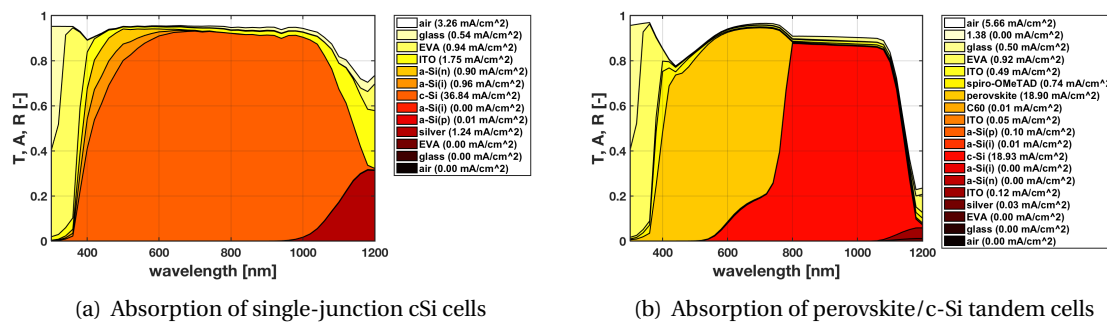 T, A, R [-]
1
0.8
0.6
0.4
0.2
0
400 600 800 1000 1200
wavelength [nm]
air (3.26 mA/cm^2)
glass (0.54 mA/cm^2)
EVA (0.94 mA/cm^2)
ITO (1.75 mA/cm^2)
a-Si(n) (0.90 mA/cm^2)
a-Si(i) (0.96 mA/cm^2)
c-Si (36.84 mA/cm^2)
a-Si(i) (0.00 mA/cm^2)
a-Si(p) (0.01 mA/cm^2)
silver (1.24 mA/cm^2)
EVA (0.00 mA/cm^2)
glass (0.00 mA/cm^2)
air (0.00 mA/cm^2)
(a) Absorption of single-junction cSi cells
T, A, R [-]
1
0.8
0.6
0.4
0.2
0
400 600 800 1000 1200
wavelength [nm]
air (5.66 mA/cm^2)
1.38 (0.00 mA/cm^2)
glass (0.50 mA/cm^2)
EVA (0.92 mA/cm^2)
ITO (0.49 mA/cm^2)
spiro-OMeTAD (0.74 mA/cm^2)
perovskite (18.90 mA/cm^2)
C60 (0.01 mA/cm^2)
ITO (0.05 mA/cm^2)
a-Si(p) (0.10 mA/cm^2)
a-Si(i) (0.01 mA/cm^2)
c-Si (18.93 mA/cm^2)
a-Si(i) (0.00 mA/cm^2)
a-Si(n) (0.00 mA/cm^2)
ITO (0.12 mA/cm^2)
silver (0.03 mA/cm^2)
EVA (0.00 mA/cm^2)
glass (0.00 mA/cm^2)
air (0.00 mA/cm^2)
(b) Absorption of perovskite/c-Si tandem cells